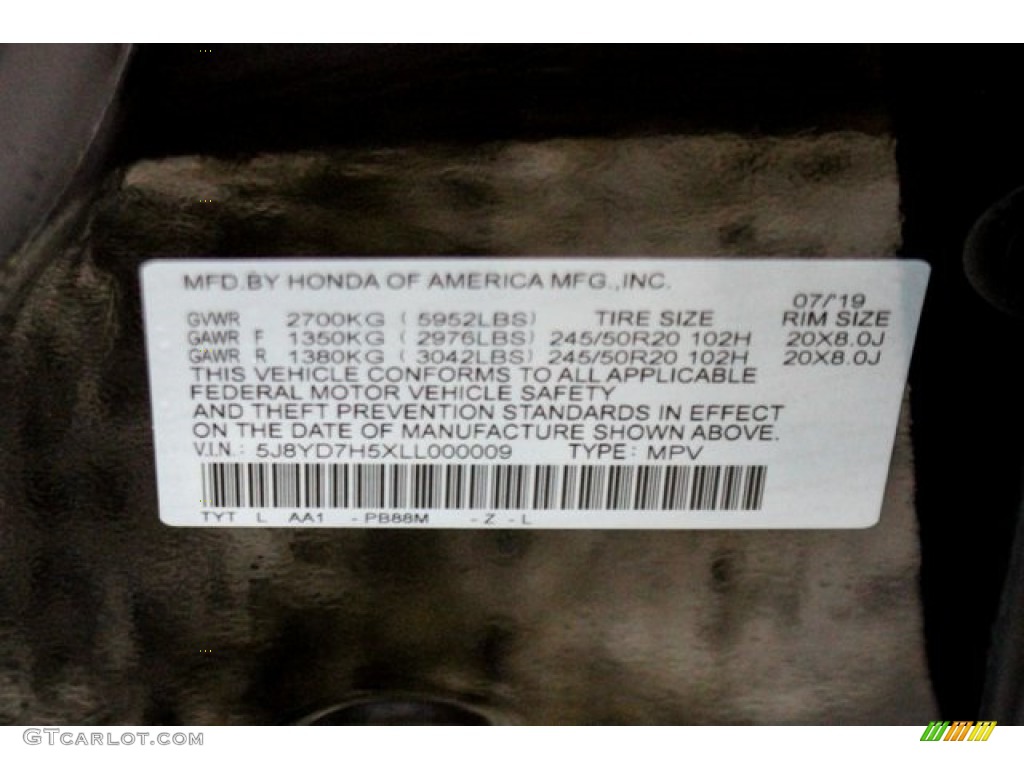 MFD.BY HONDA OF AMERICA MFG.,INC.
07/'19
GVWR 2700KG ( 5952LBS) TIRE SIZE RIM SIZE
GAWR F 1350KG ( 2976LBS) 245/50R20 102H 20X8.0J
GAWR R 1380KG ( 3042LBS) 245/50R20 102H 20X8.0J
THIS VEHICLE CONFORMS TO ALL APPLICABLE
FEDERAL MOTOR VEHICLE SAFETY
AND THEFT PREVENTION STANDARDS IN EFFECT
ON THE DATE OF MANUFACTURE SHOWN ABOVE.
V.I.N.: 5J8YD7H5XLL000009 TYPE: MPV
TYT L AA1 - PB88M - Z - L
GTCARLOT.COM